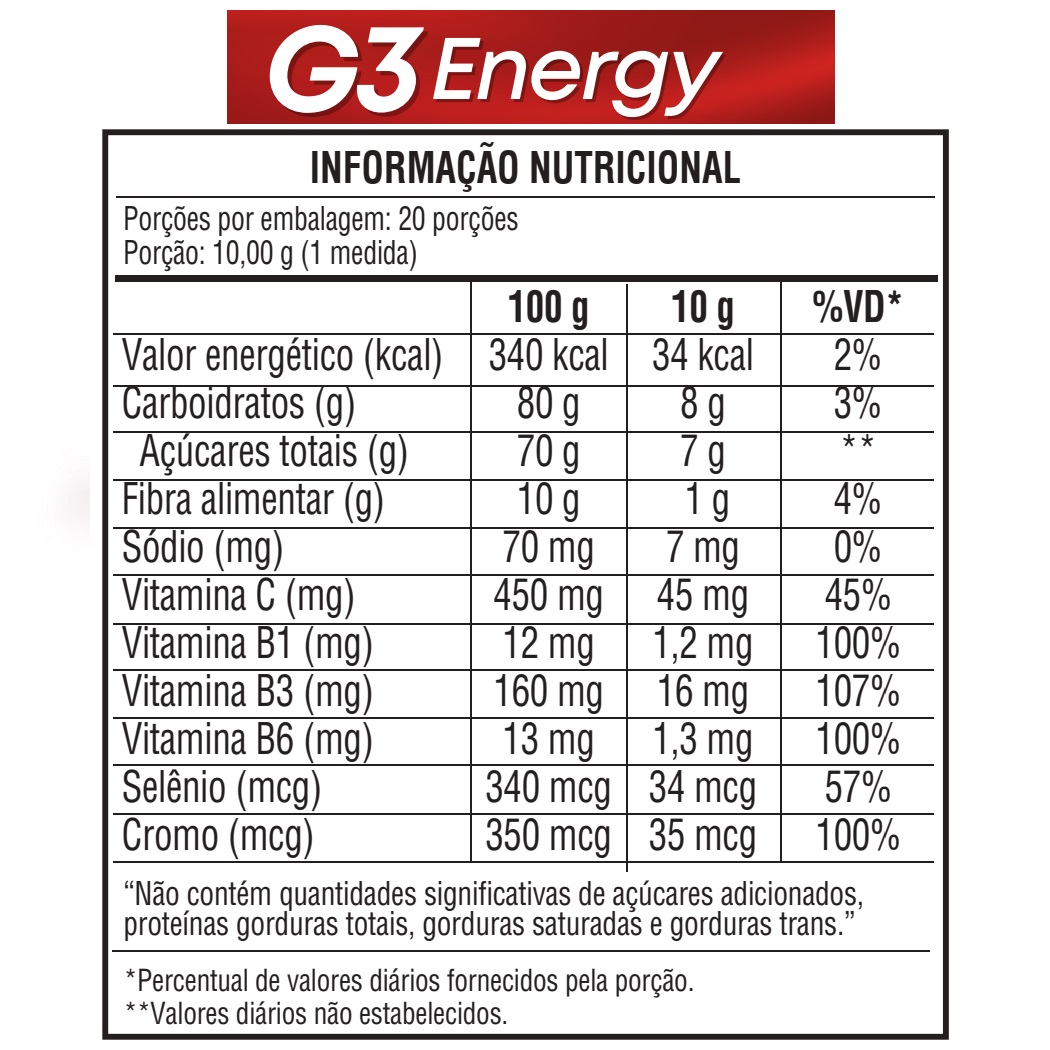 G3 Energy
INFORMAÇÃO NUTRICIONAL
Porções por embalagem: 20 porções
Porção: 10,00 g (1 medida)
100 g 10 g %VD*
Valor energético (kcal) 340 kcal 34 kcal 2%
Carboidratos (g) 80 g 8 g 3%
Açúcares totais (g) 70 g 7 g **
Fibra alimentar (g) 10 g 1 g 4%
Sódio (mg) 70 mg 7 mg 0%
Vitamina C (mg) 450 mg 45 mg 45%
Vitamina B1 (mg) 12 mg 1,2 mg 100%
Vitamina B3 (mg) 160 mg 16 mg 107%
Vitamina B6 (mg) 13 mg 1,3 mg 100%
Selênio (mcg) 340 mcg 34 mcg 57%
Cromo (mcg) 350 mcg 35 mcg 100%
“Não contém quantidades significativas de açúcares adicionados,
proteínas gorduras totais, gorduras saturadas e gorduras trans.”
*Percentual de valores diários fornecidos pela porção.
**Valores diários não estabelecidos.